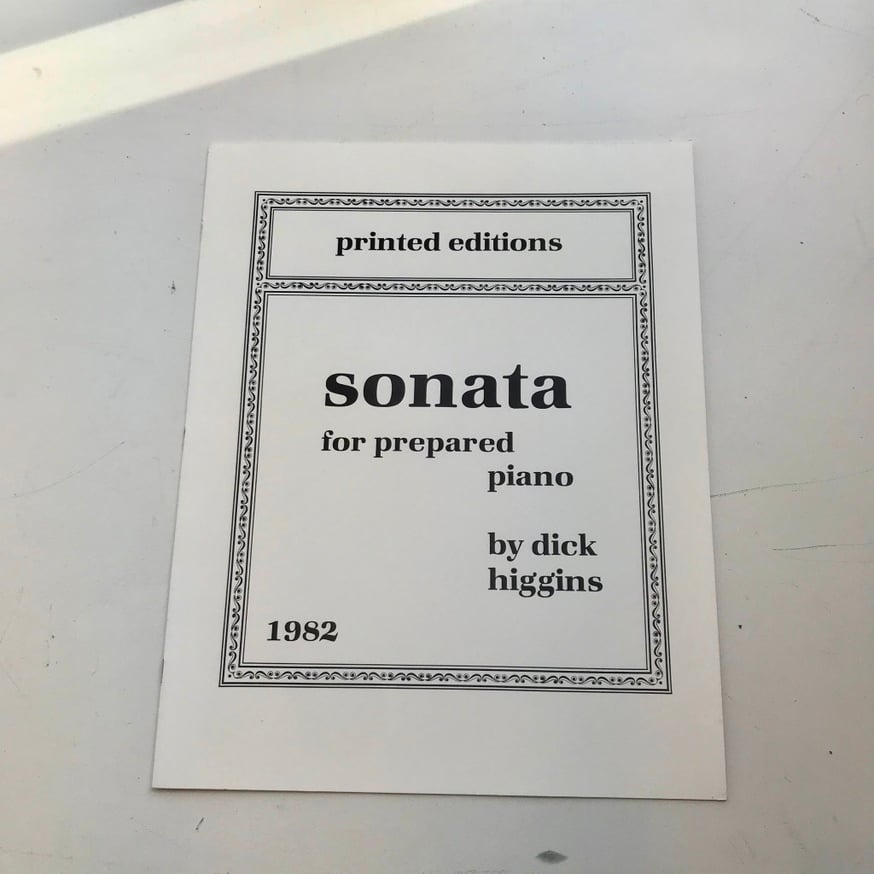 printed editions
sonata
for prepared
piano
by dick
higgins
1982